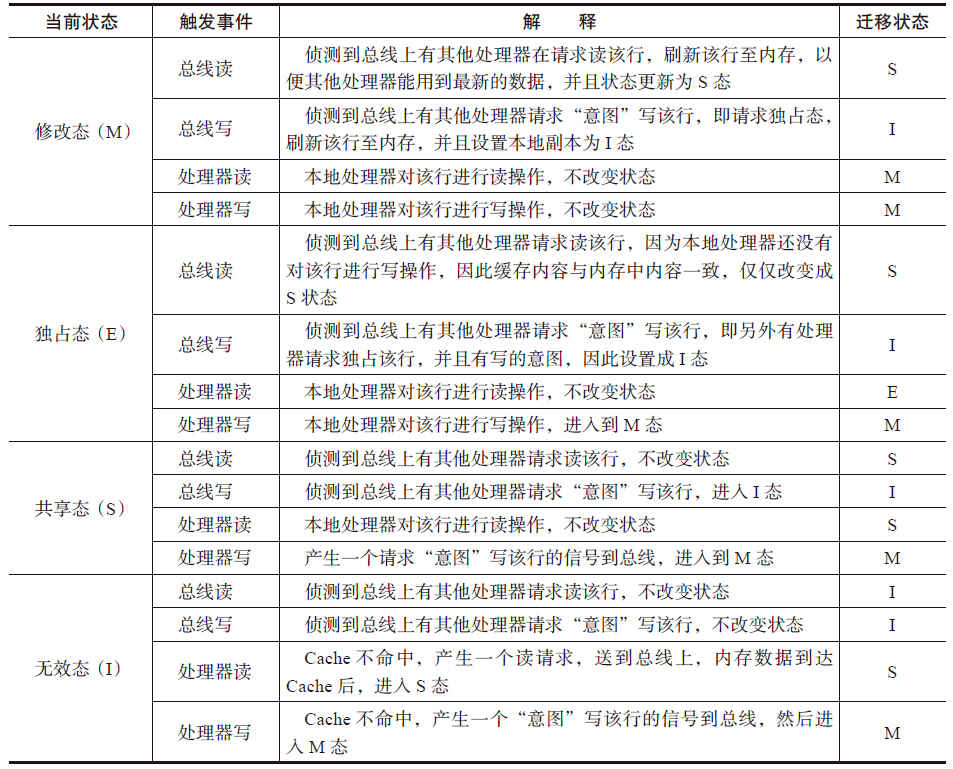 当前状态 触发事件 解 释 迁移状态
修改态（M）
总线读 侦测到总线上有其他处理器在请求读该行，刷新该行至内存，以 S
便其他处理器能用到最新的数据，并且状态更新为 S 态
总线写 侦测到总线上有其他处理器请求“意图”写该行，即请求独占态， I
刷新该行至内存，并且设置本地副本为 I 态
处理器读 本地处理器对该行进行读操作，不改变状态 M
处理器写 本地处理器对该行进行写操作，不改变状态 M
独占态（E）
总线读 侦测到总线上有其他处理器请求读该行，因为本地处理器还没有 S
对该行进行写操作，因此缓存内容与内存中内容一致，仅仅改变成
S 状态
总线写 侦测到总线上有其他处理器请求“意图”写该行，即另外有处理 I
器请求独占该行，并且有写的意图，因此设置成 I 态
处理器读 本地处理器对该行进行读操作，不改变状态 E
处理器写 本地处理器对该行进行写操作，进入到 M 态 M
共享态（S）
总线读 侦测到总线上有其他处理器请求读该行，不改变状态 S
总线写 侦测到总线上有其他处理器请求“意图”写该行，进入 I 态 I
处理器读 本地处理器对该行进行读操作，不改变状态 S
处理器写 产生一个请求“意图”写该行的信号到总线，进入到 M 态 M
无效态（I）
总线读 侦测到总线上有其他处理器请求读该行，不改变状态 I
总线写 侦测到总线上有其他处理器请求“意图”写该行，不改变状态 I
处理器读 Cache 不命中，产生一个读请求，送到总线上，内存数据到达 S
Cache 后，进入 S 态
处理器写 Cache 不命中，产生一个“意图”写该行的信号到总线，然后进 M
入 M 态